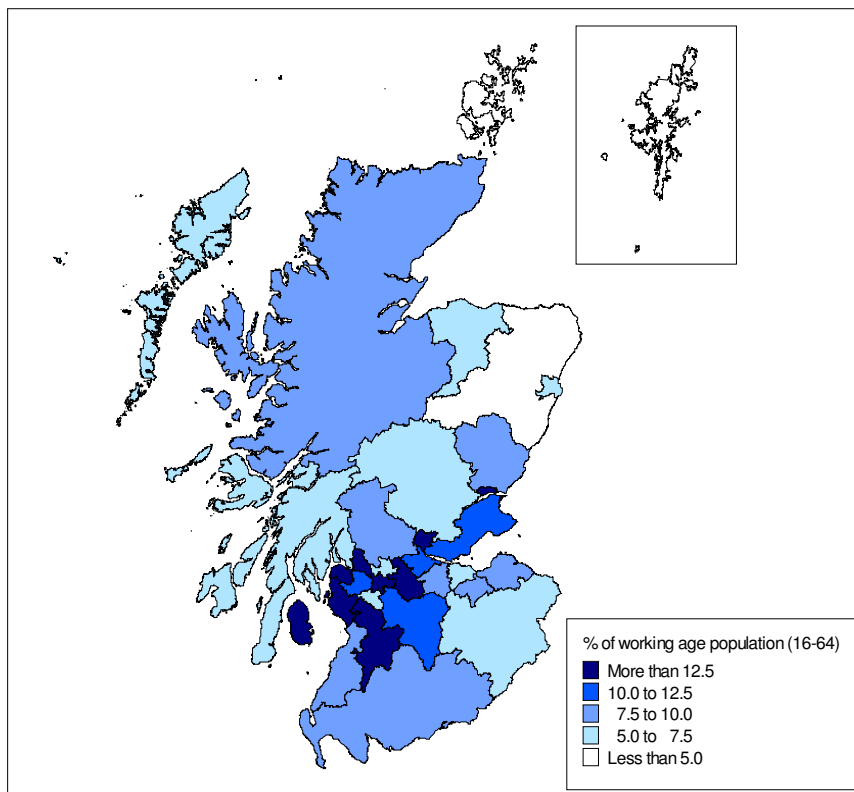 % of working age population (16-64)
More than 12.5
10.0 to 12.5
7.5 to 10.0
5.0 to 7.5
Less than 5.0